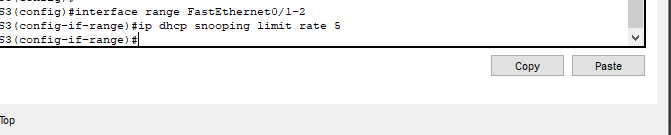 S3(config)#interface range FastEthernet0/1-2
S3(config-if-range)#ip dhcp snooping limit rate 5
S3(config-if-range)#
Copy
Paste
Top